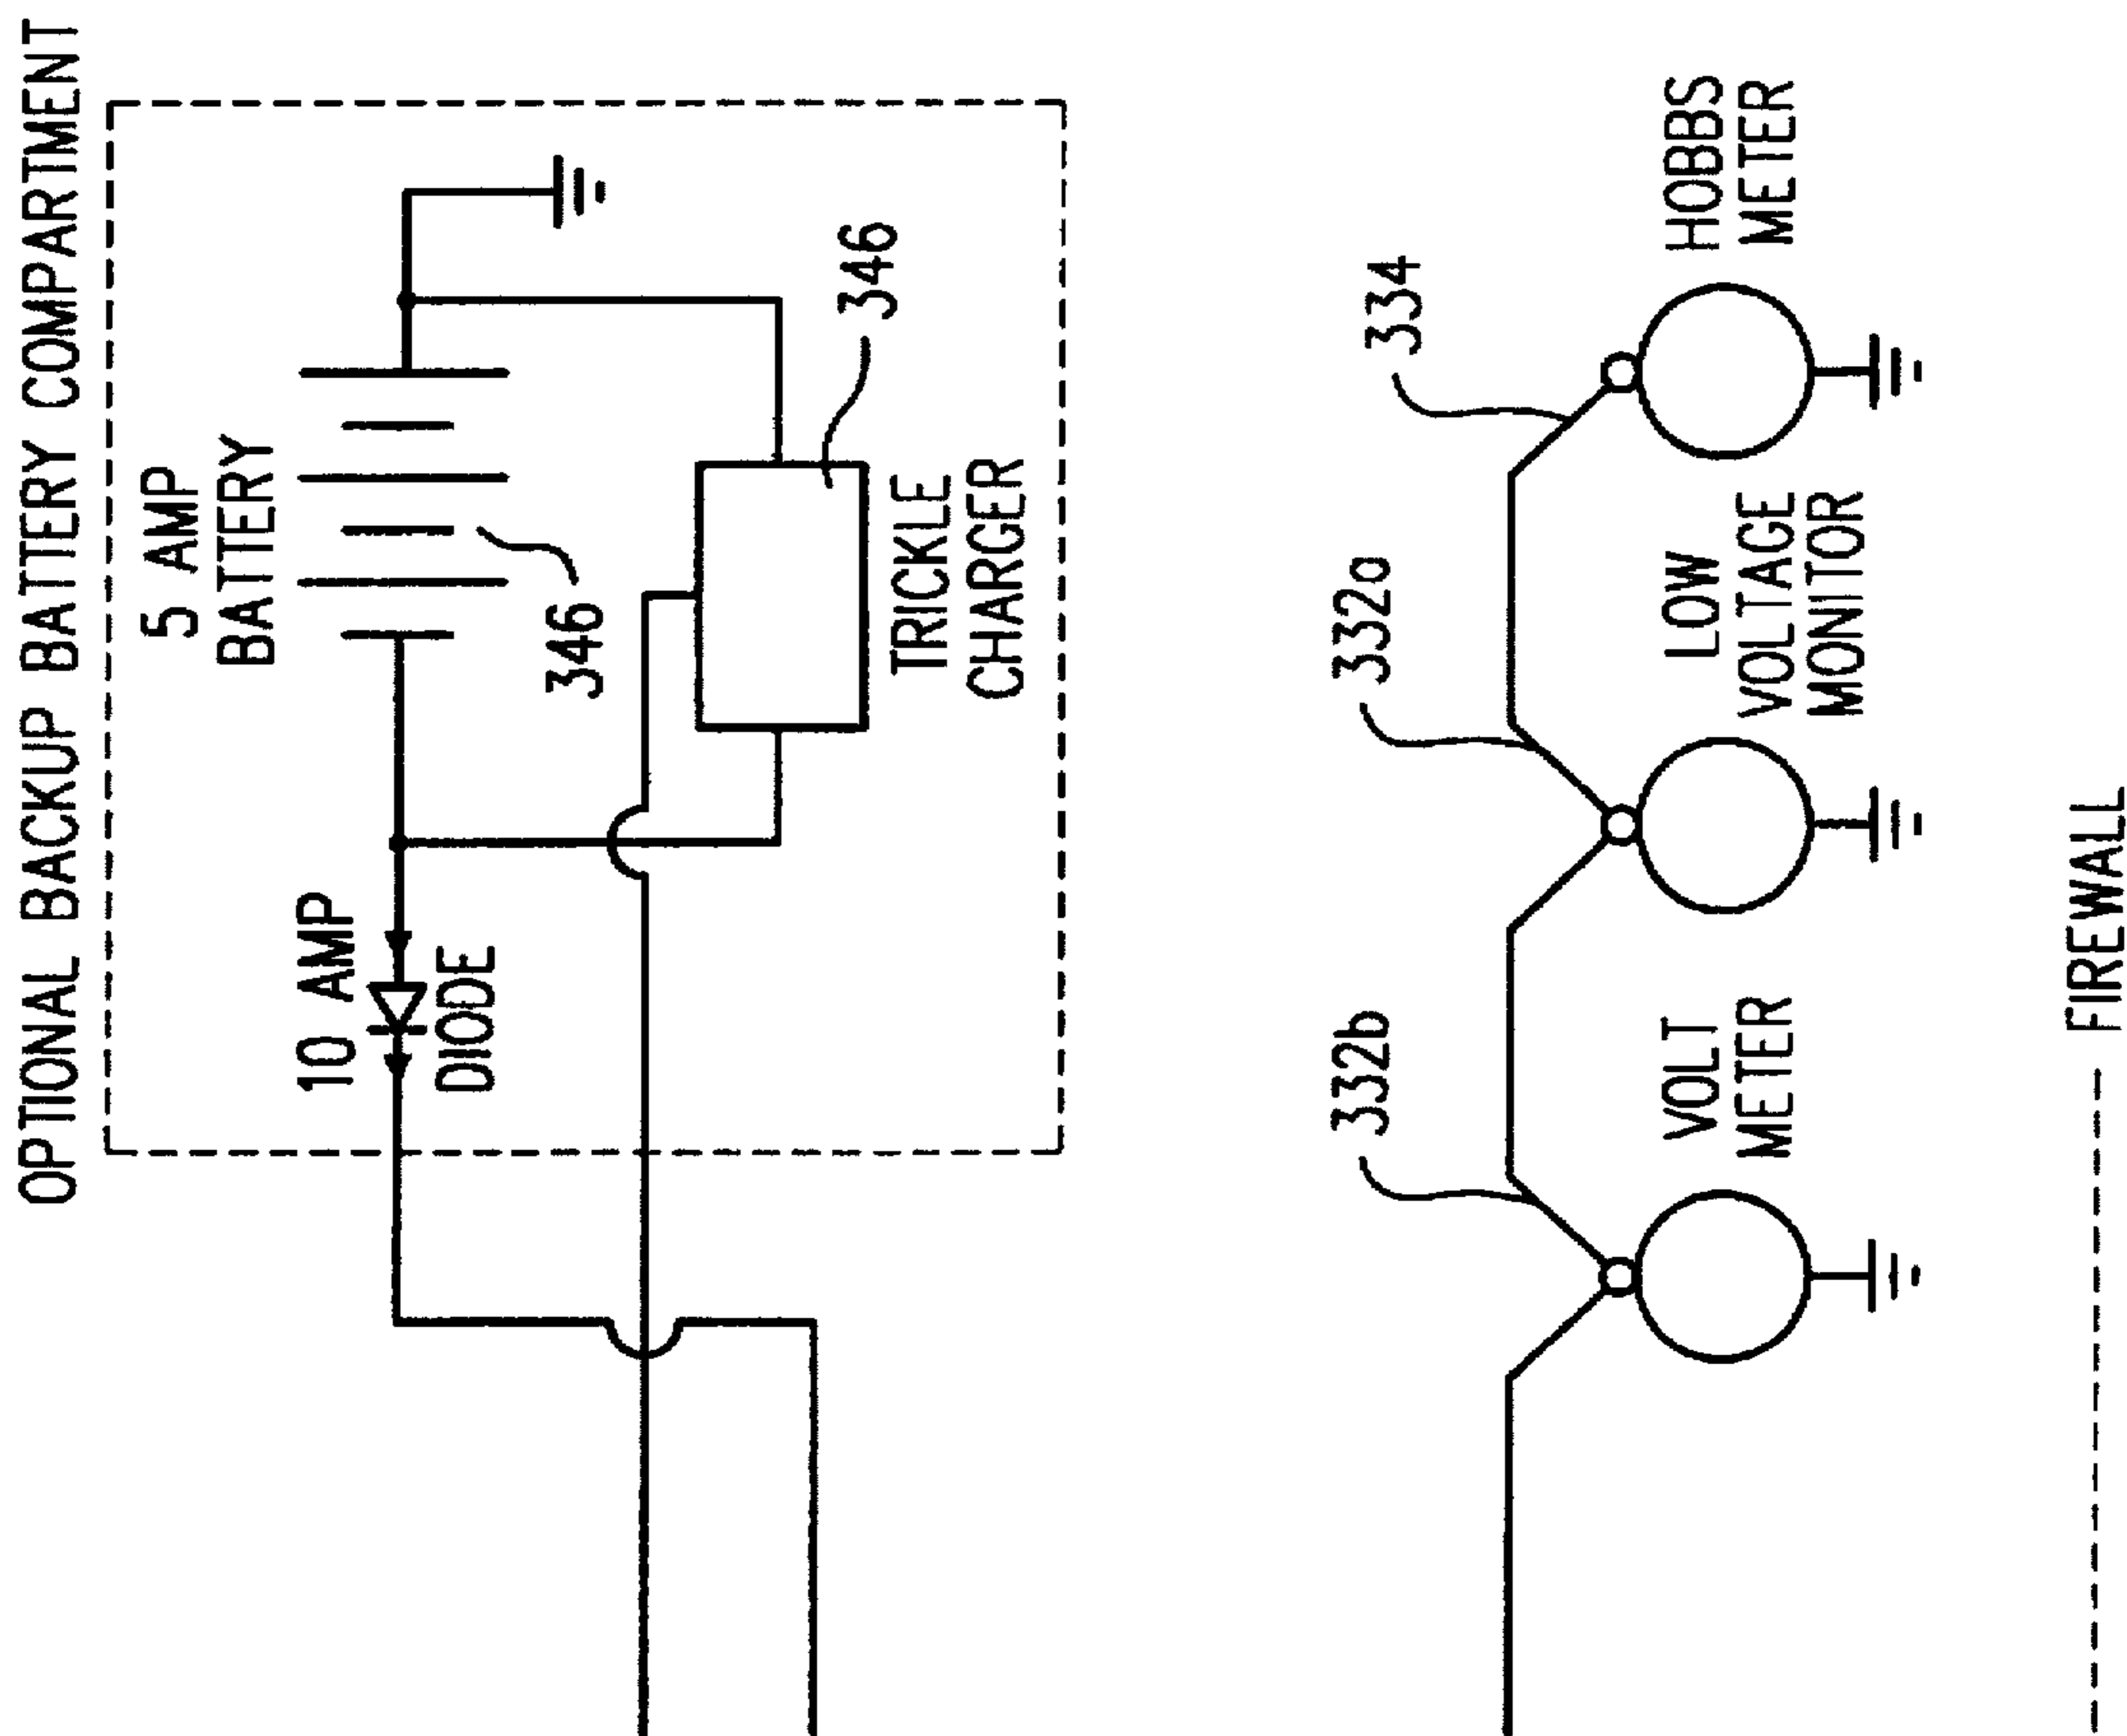 OPTIONAL BACKUP BATTERY COMPARTMENT
5 AMP
BATTERY
10 AMP
DIODE
346
346
TRICKLE
CHARGER
332b
332a
334
VOLT
METER
LOW
VOLTAGE
MONITOR
HOBBS
METER
FIREWALL